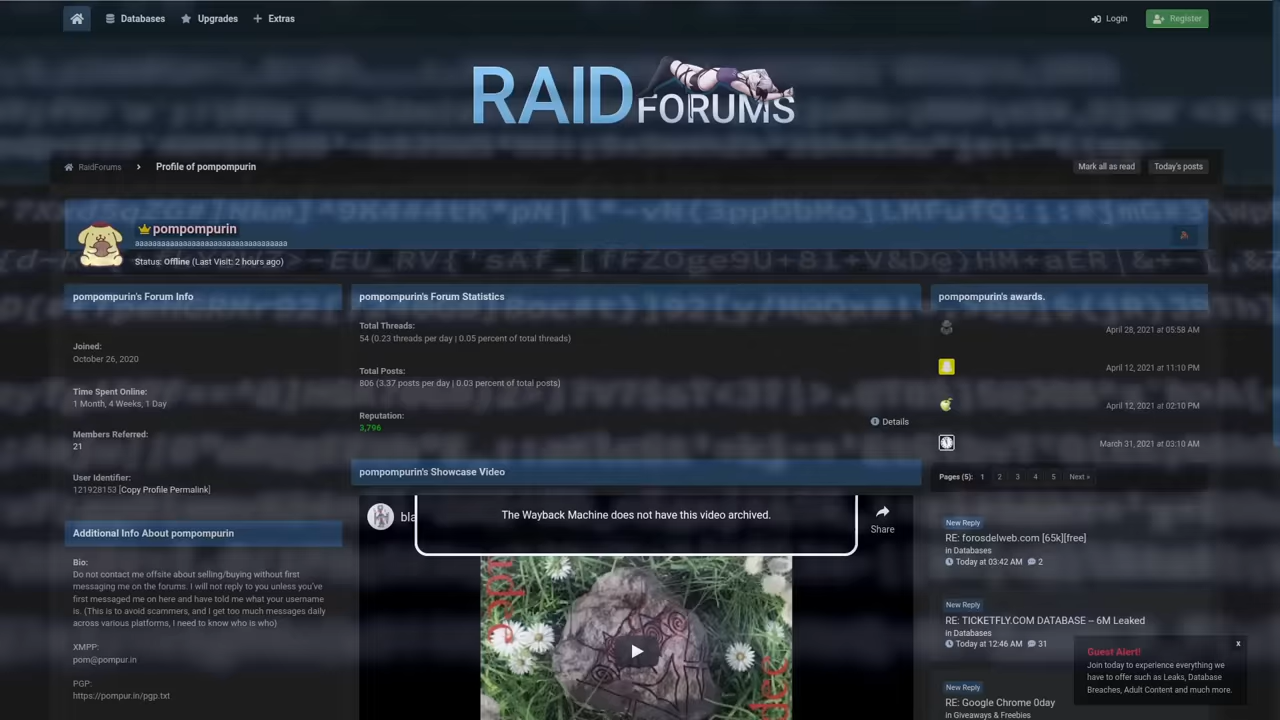 Databases
Upgrades
Extras
Login
Register
RAIDFORUMS
RaidForums
Profile of pompompurin
Mark all as read
Today's posts
pompompurin
Status: Offline (Last Visit: 2 hours ago)
pompompurin's Forum Info
Joined:
October 26, 2020
Time Spent Online:
1 Month, 4 Weeks, 1 Day
Members Referred:
21
User Identifier:
121928153 [Copy Profile Permalink]
Additional Info About pompompurin
Bio:
Do not contact me offsite about selling/buying without first
messaging me on the forums. I will not reply to you unless you've
first messaged me on here and have told me what your username
is. (This is to avoid scammers, and I get too much messages daily
across various platforms, I need to know who is who)
XMPP:
pom@pompur.in
PGP:
https://pompur.in/pgp.txt
pompompurin's Forum Statistics
Total Threads:
54 (0.23 threads per day | 0.05 percent of total threads)
Total Posts:
806 (3.37 posts per day | 0.03 percent of total posts)
Reputation:
3,796
Details
pompompurin's Showcase Video
bla
The Wayback Machine does not have this video archived.
Share
pompompurin's awards.
April 28, 2021 at 05:58 AM
April 12, 2021 at 11:10 PM
April 12, 2021 at 02:10 PM
March 31, 2021 at 03:10 AM
Pages (5): 1 2 3 4 5 Next »
New Reply
RE: forosdelweb.com [65k][free]
in Databases
Today at 03:42 AM 2
New Reply
RE: TICKETFLY.COM DATABASE – 6M Leaked
in Databases
Today at 12:46 AM 31
New Reply
RE: Google Chrome 0day
in Giveaways & Freebies
Guest Alert!
x
Join today to experience everything we
have to offer such as Leaks, Database
Breaches, Adult Content and much more.